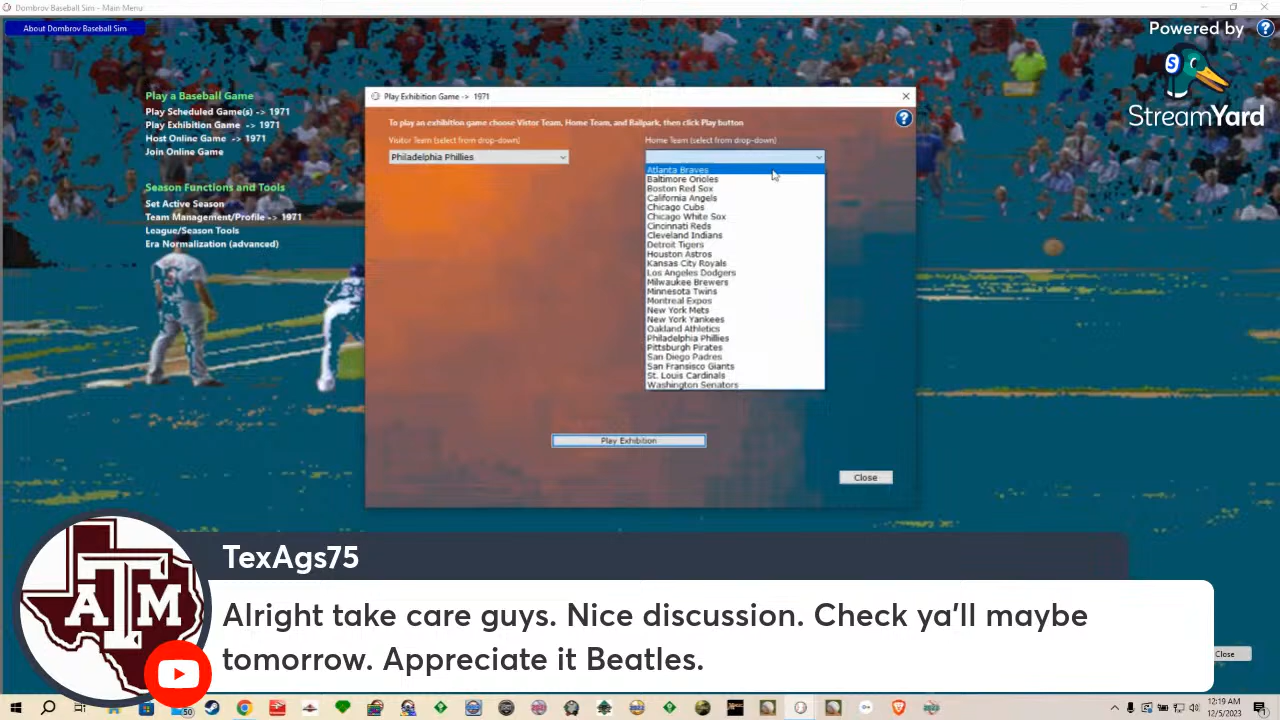 Dombrov Baseball Sim - Main Menu
About Dombrov Baseball Sim
Powered by ?
S
StreamYard
Play a Baseball Game
Play Scheduled Game(s) -> 1971
Play Exhibition Game -> 1971
Host Online Game -> 1971
Join Online Game
Season Functions and Tools
Set Active Season
Team Management/Profile -> 1971
League/Season Tools
Era Normalization (advanced)
Play Exhibition Game -> 1971
To play an exhibition game choose Vistor Team, Home Team, and Ballpark, then click Play button
?
Visitor Team (select from drop-down)
Philadelphia Phillies
Home Team (select from drop-down)
Atlanta Braves
Baltimore Orioles
Boston Red Sox
California Angels
Chicago Cubs
Chicago White Sox
Cincinnati Reds
Cleveland Indians
Detroit Tigers
Houston Astros
Kansas City Royals
Los Angeles Dodgers
Milwaukee Brewers
Minnesota Twins
Montreal Expos
New York Mets
New York Yankees
Oakland Athletics
Philadelphia Phillies
Pittsburgh Pirates
San Diego Padres
San Fransisco Giants
St. Louis Cardinals
Washington Senators
Play Exhibition
Close
TexAgs75
ATM
Alright take care guys. Nice discussion. Check ya'll maybe
tomorrow. Appreciate it Beatles.
Close
50
12:19 AM
12/5/2023